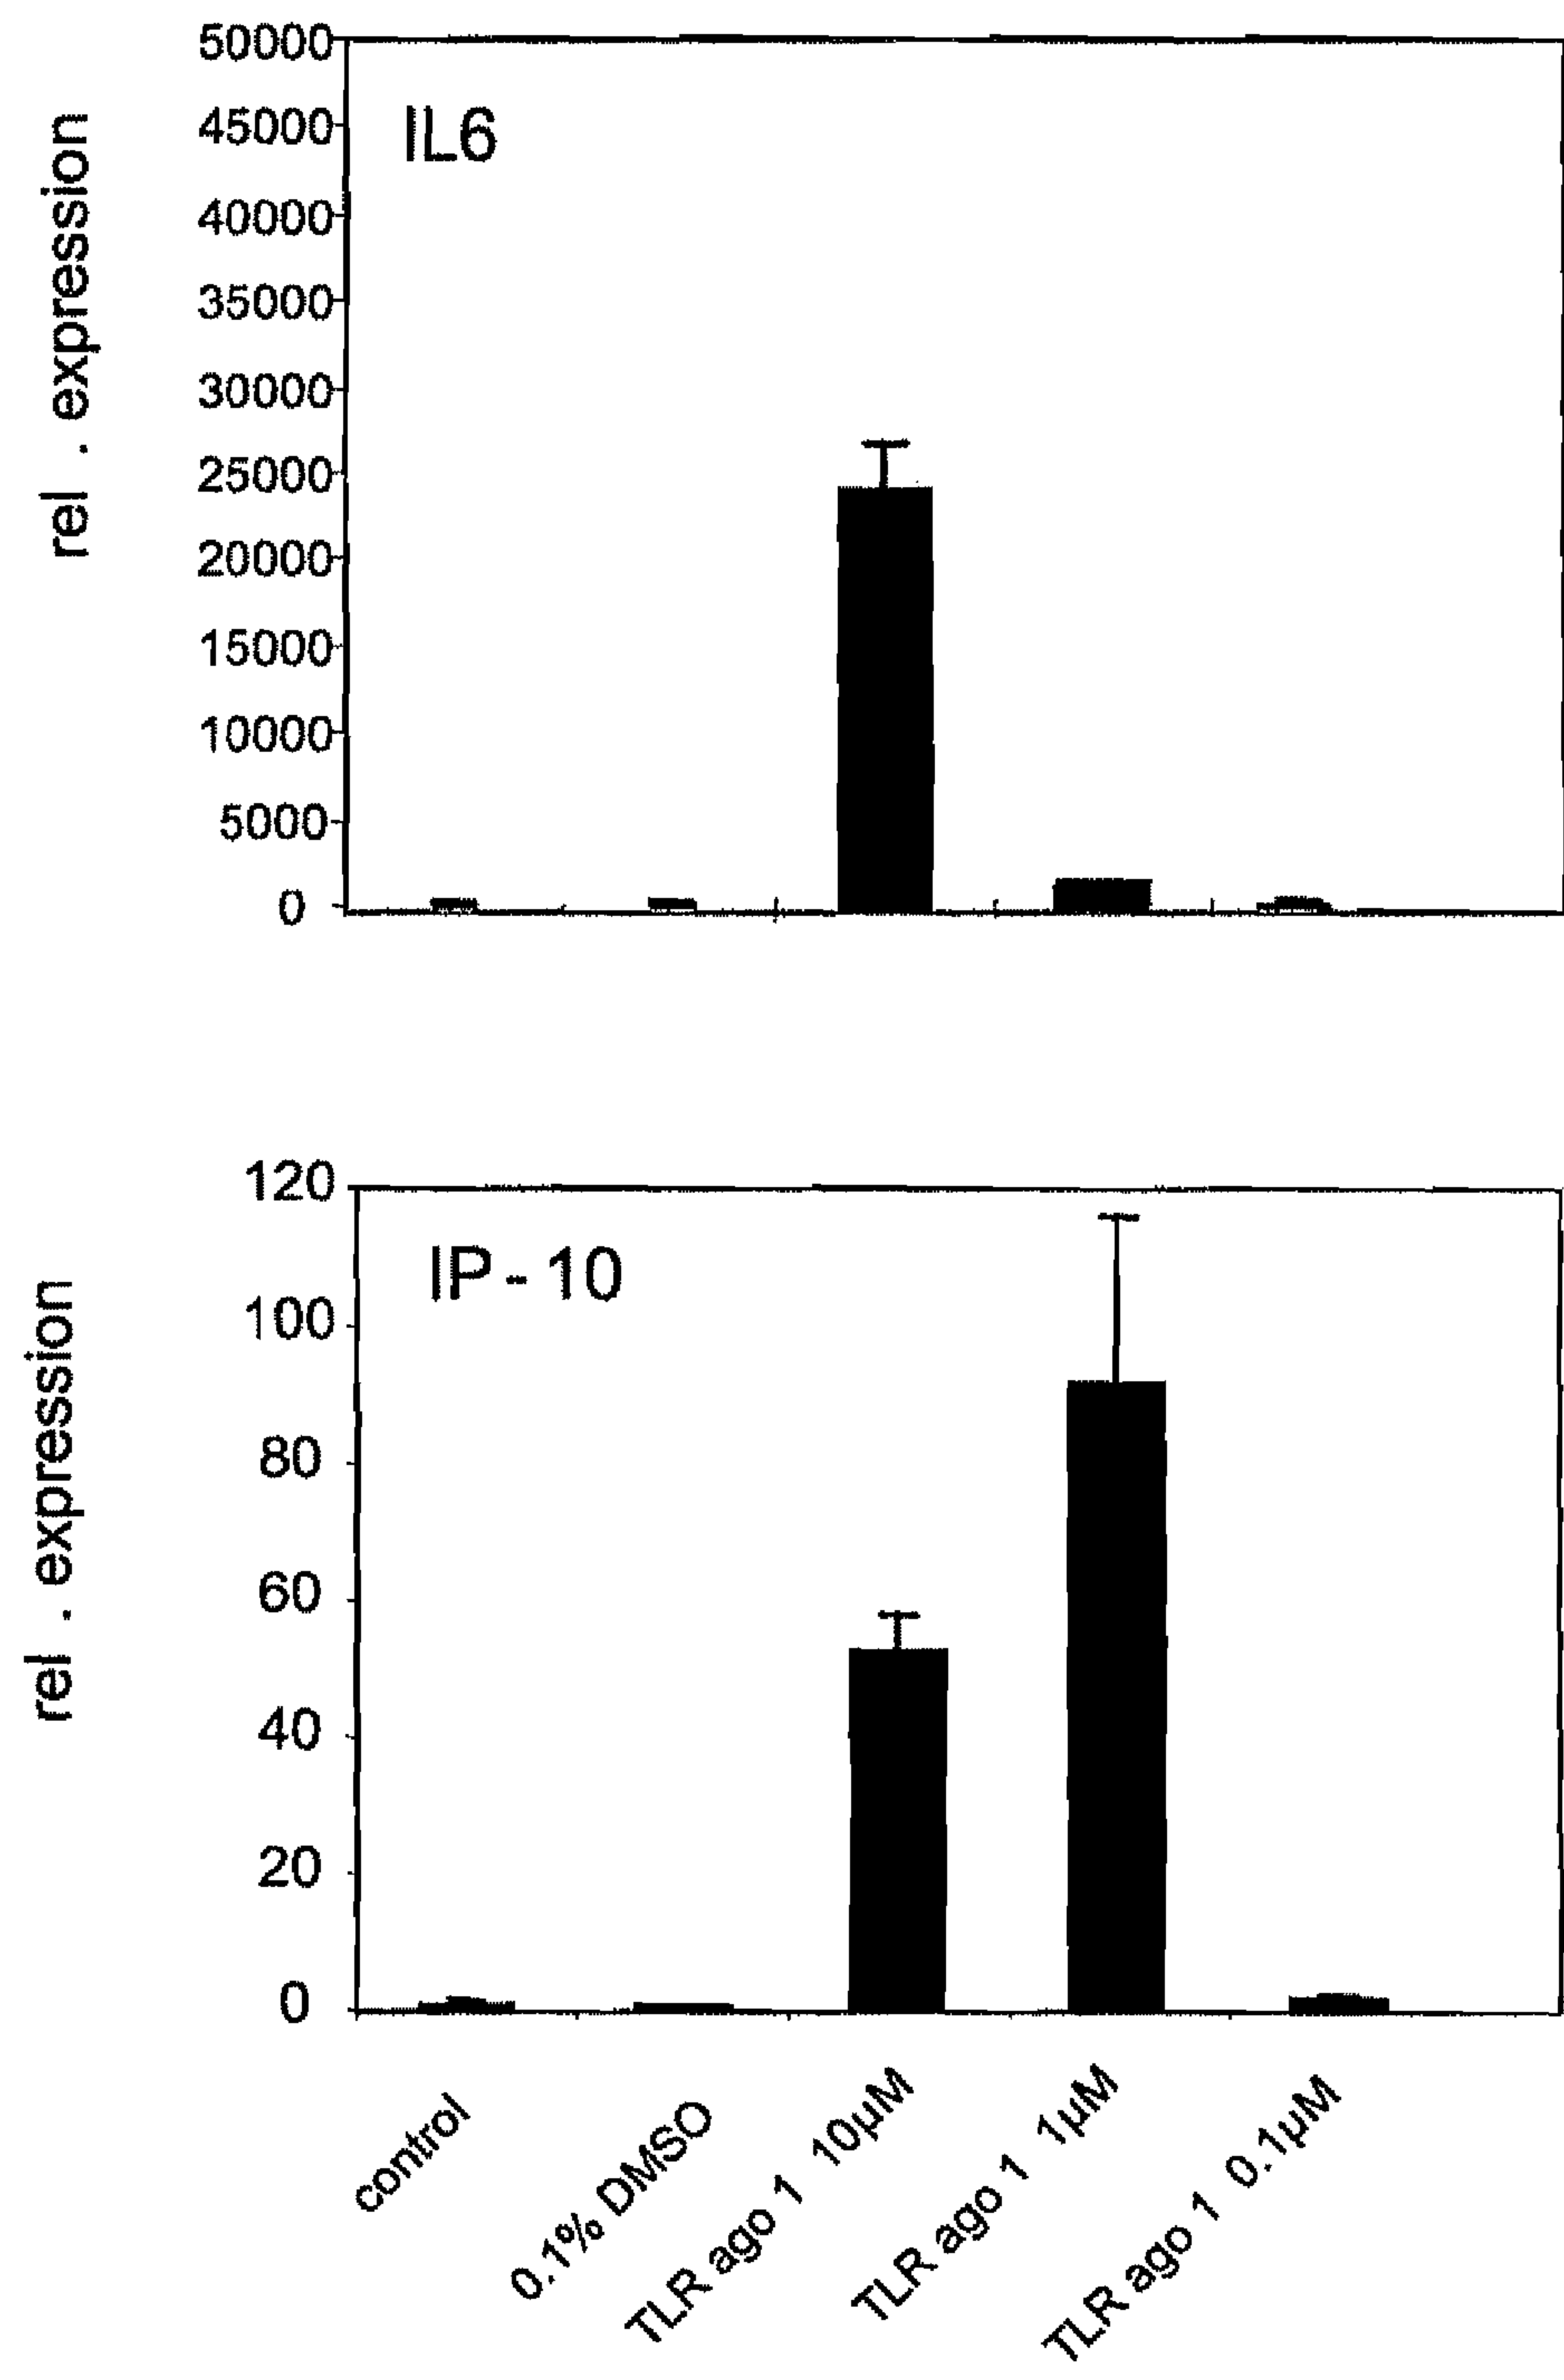 rel . expression
50000
45000
40000
35000
30000
25000
20000
15000
10000
5000
0
IL6
rel . expression
120
100
80
60
40
20
0
IP-10
control
0.1% DMSO
TLR ago 1 10µM
TLR ago 1 1µM
TLR ago 1 0.1µM